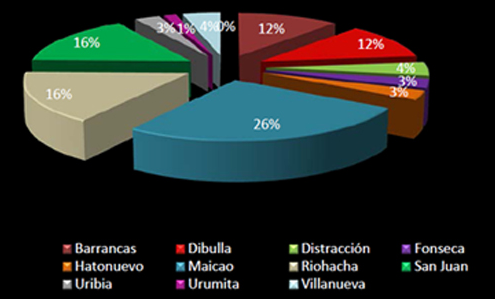 4% 0% 12%
3% 1%
16% 12%
4%
3%
16% 3%
26%
Barrancas Dibulla Distracción Fonseca
Hatonuevo Maicao Riohacha San Juan
Uribia Urumita Villanueva